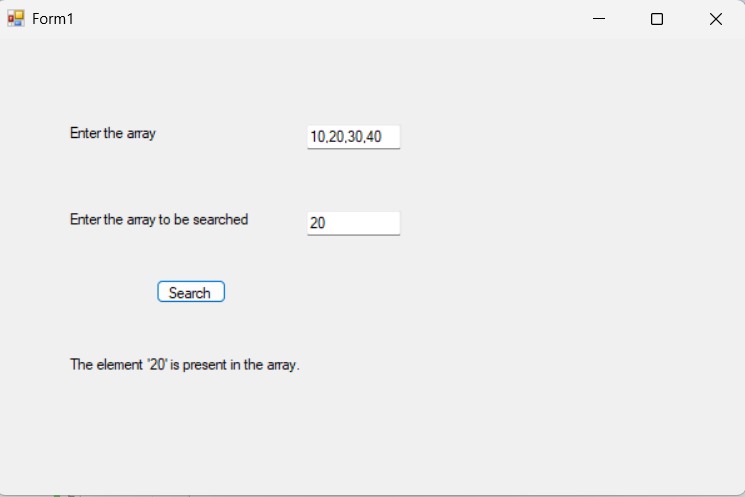 Form1
Enter the array
10,20,30,40
Enter the array to be searched
20
Search
The element '20' is present in the array.